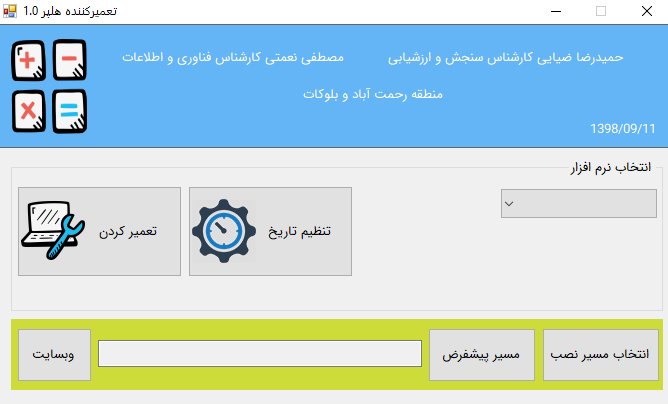 تعمیرکننده هلپر 1.0
حمیدرضا ضیایی کارشناس سنجش و ارزشیابی
مصطفی نعمتی کارشناس فناوری و اطلاعات
منطقه رحمت آباد و بلوکات
1398/09/11
انتخاب نرم افزار
تنظیم تاریخ
تعمیر کردن
انتخاب مسیر نصب
مسیر پیشفرض
وبسایت